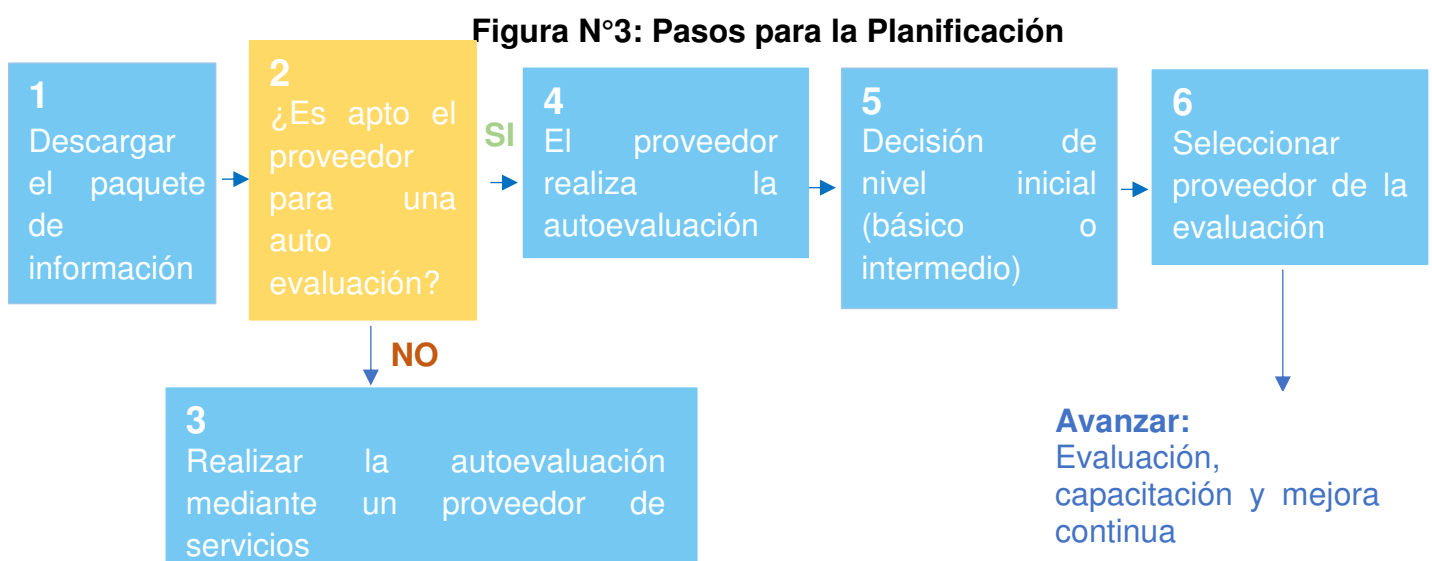 Figura N°3: Pasos para la Planificación
1
Descargar
el paquete
de
información
2
¿Es apto el
proveedor
para una
auto
evaluación?
SI
NO
3
Realizar la autoevaluación
mediante un proveedor de
servicios
4
El proveedor
realiza la
autoevaluación
5
Decisión de
nivel inicial
(básico o
intermedio)
6
Seleccionar
proveedor de la
evaluación
Avanzar:
Evaluación,
capacitación y mejora
continua